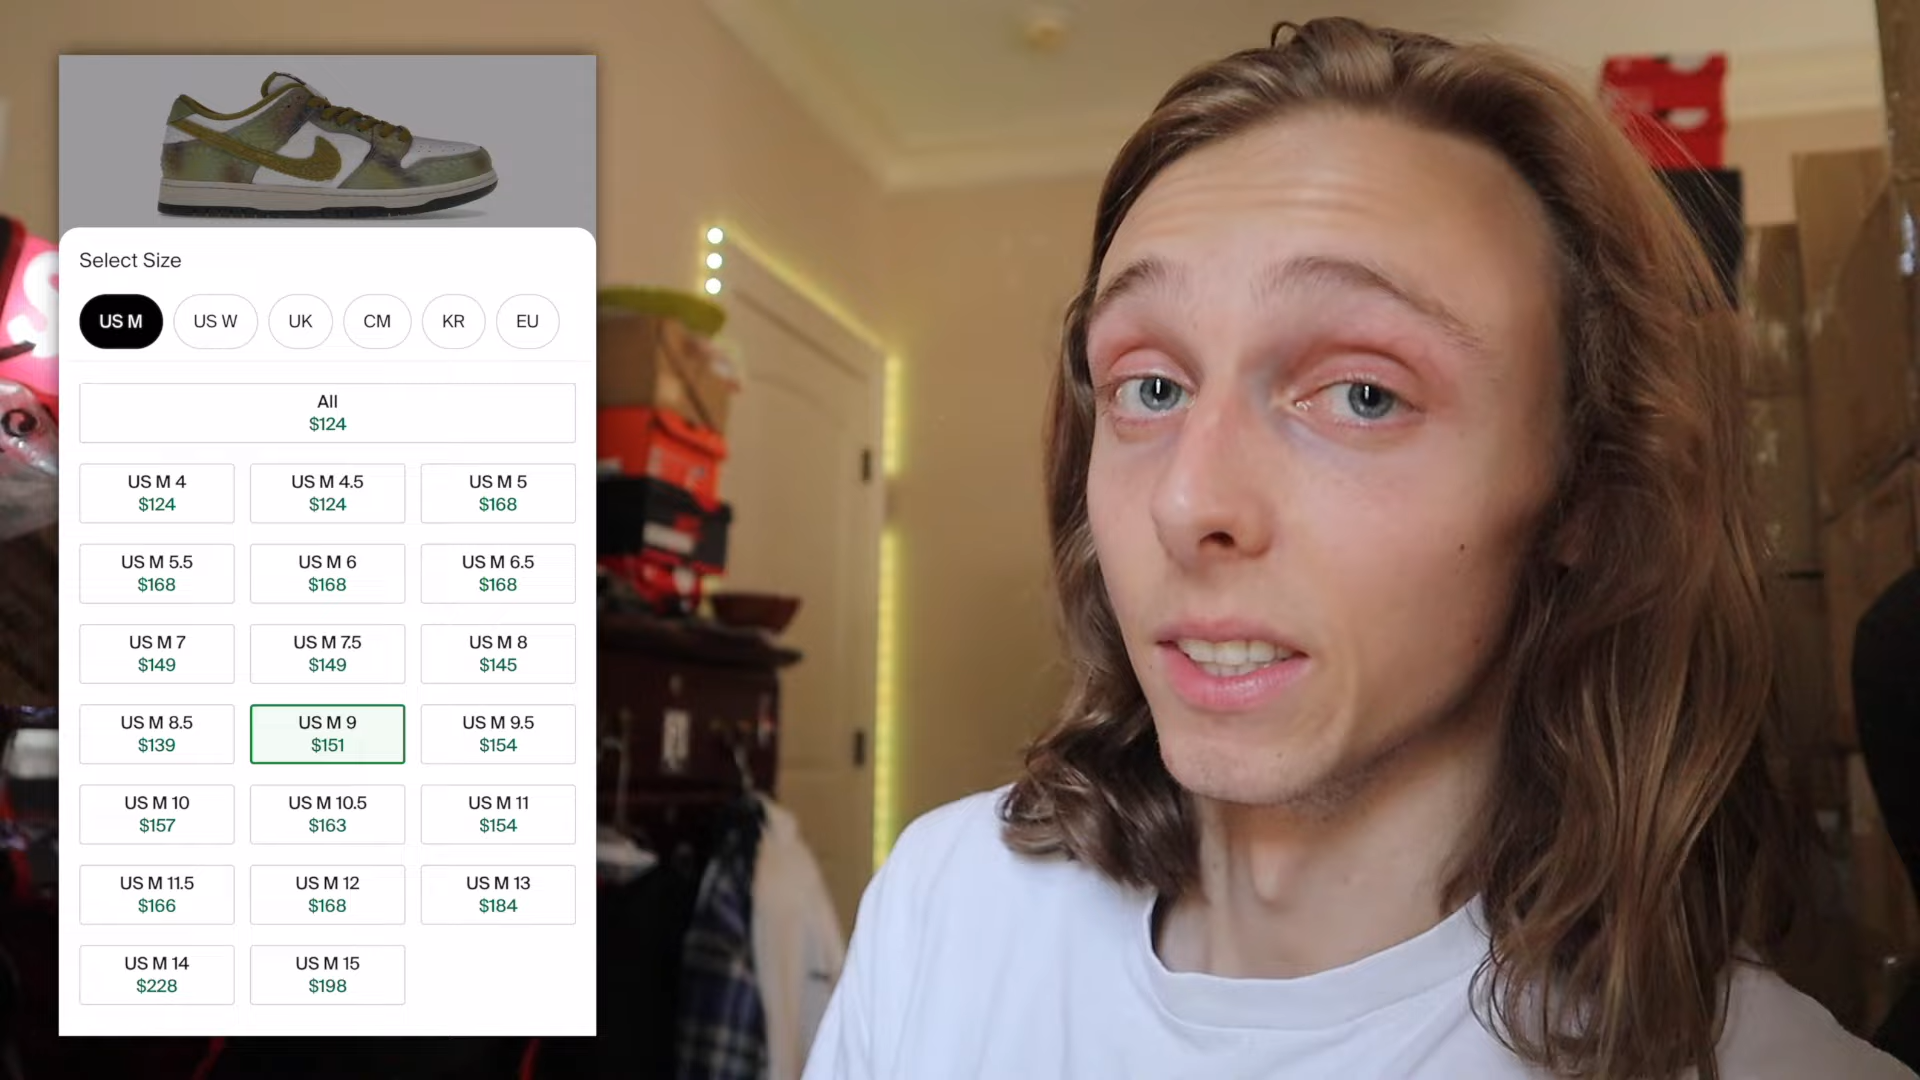 Select Size
US M
US W
UK
CM
KR
EU
All
$124
US M 4
$124
US M 4.5
$124
US M 5
$168
US M 5.5
$168
US M 6
$168
US M 6.5
$168
US M 7
$149
US M 7.5
$149
US M 8
$145
US M 8.5
$139
US M 9
$151
US M 9.5
$154
US M 10
$157
US M 10.5
$163
US M 11
$154
US M 11.5
$166
US M 12
$168
US M 13
$184
US M 14
$228
US M 15
$198